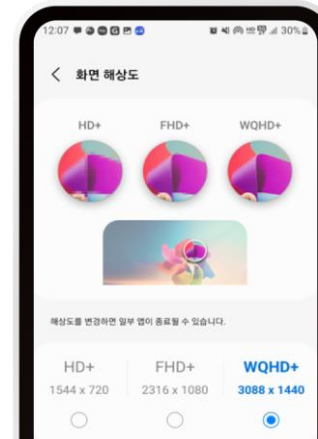 12:07 30%
화면 해상도
HD+ FHD+ WQHD+
해상도를 변경하면 일부 앱이 종료될 수 있습니다.
HD+ FHD+ WQHD+
1544 x 720 2316 x 1080 3088 x 1440